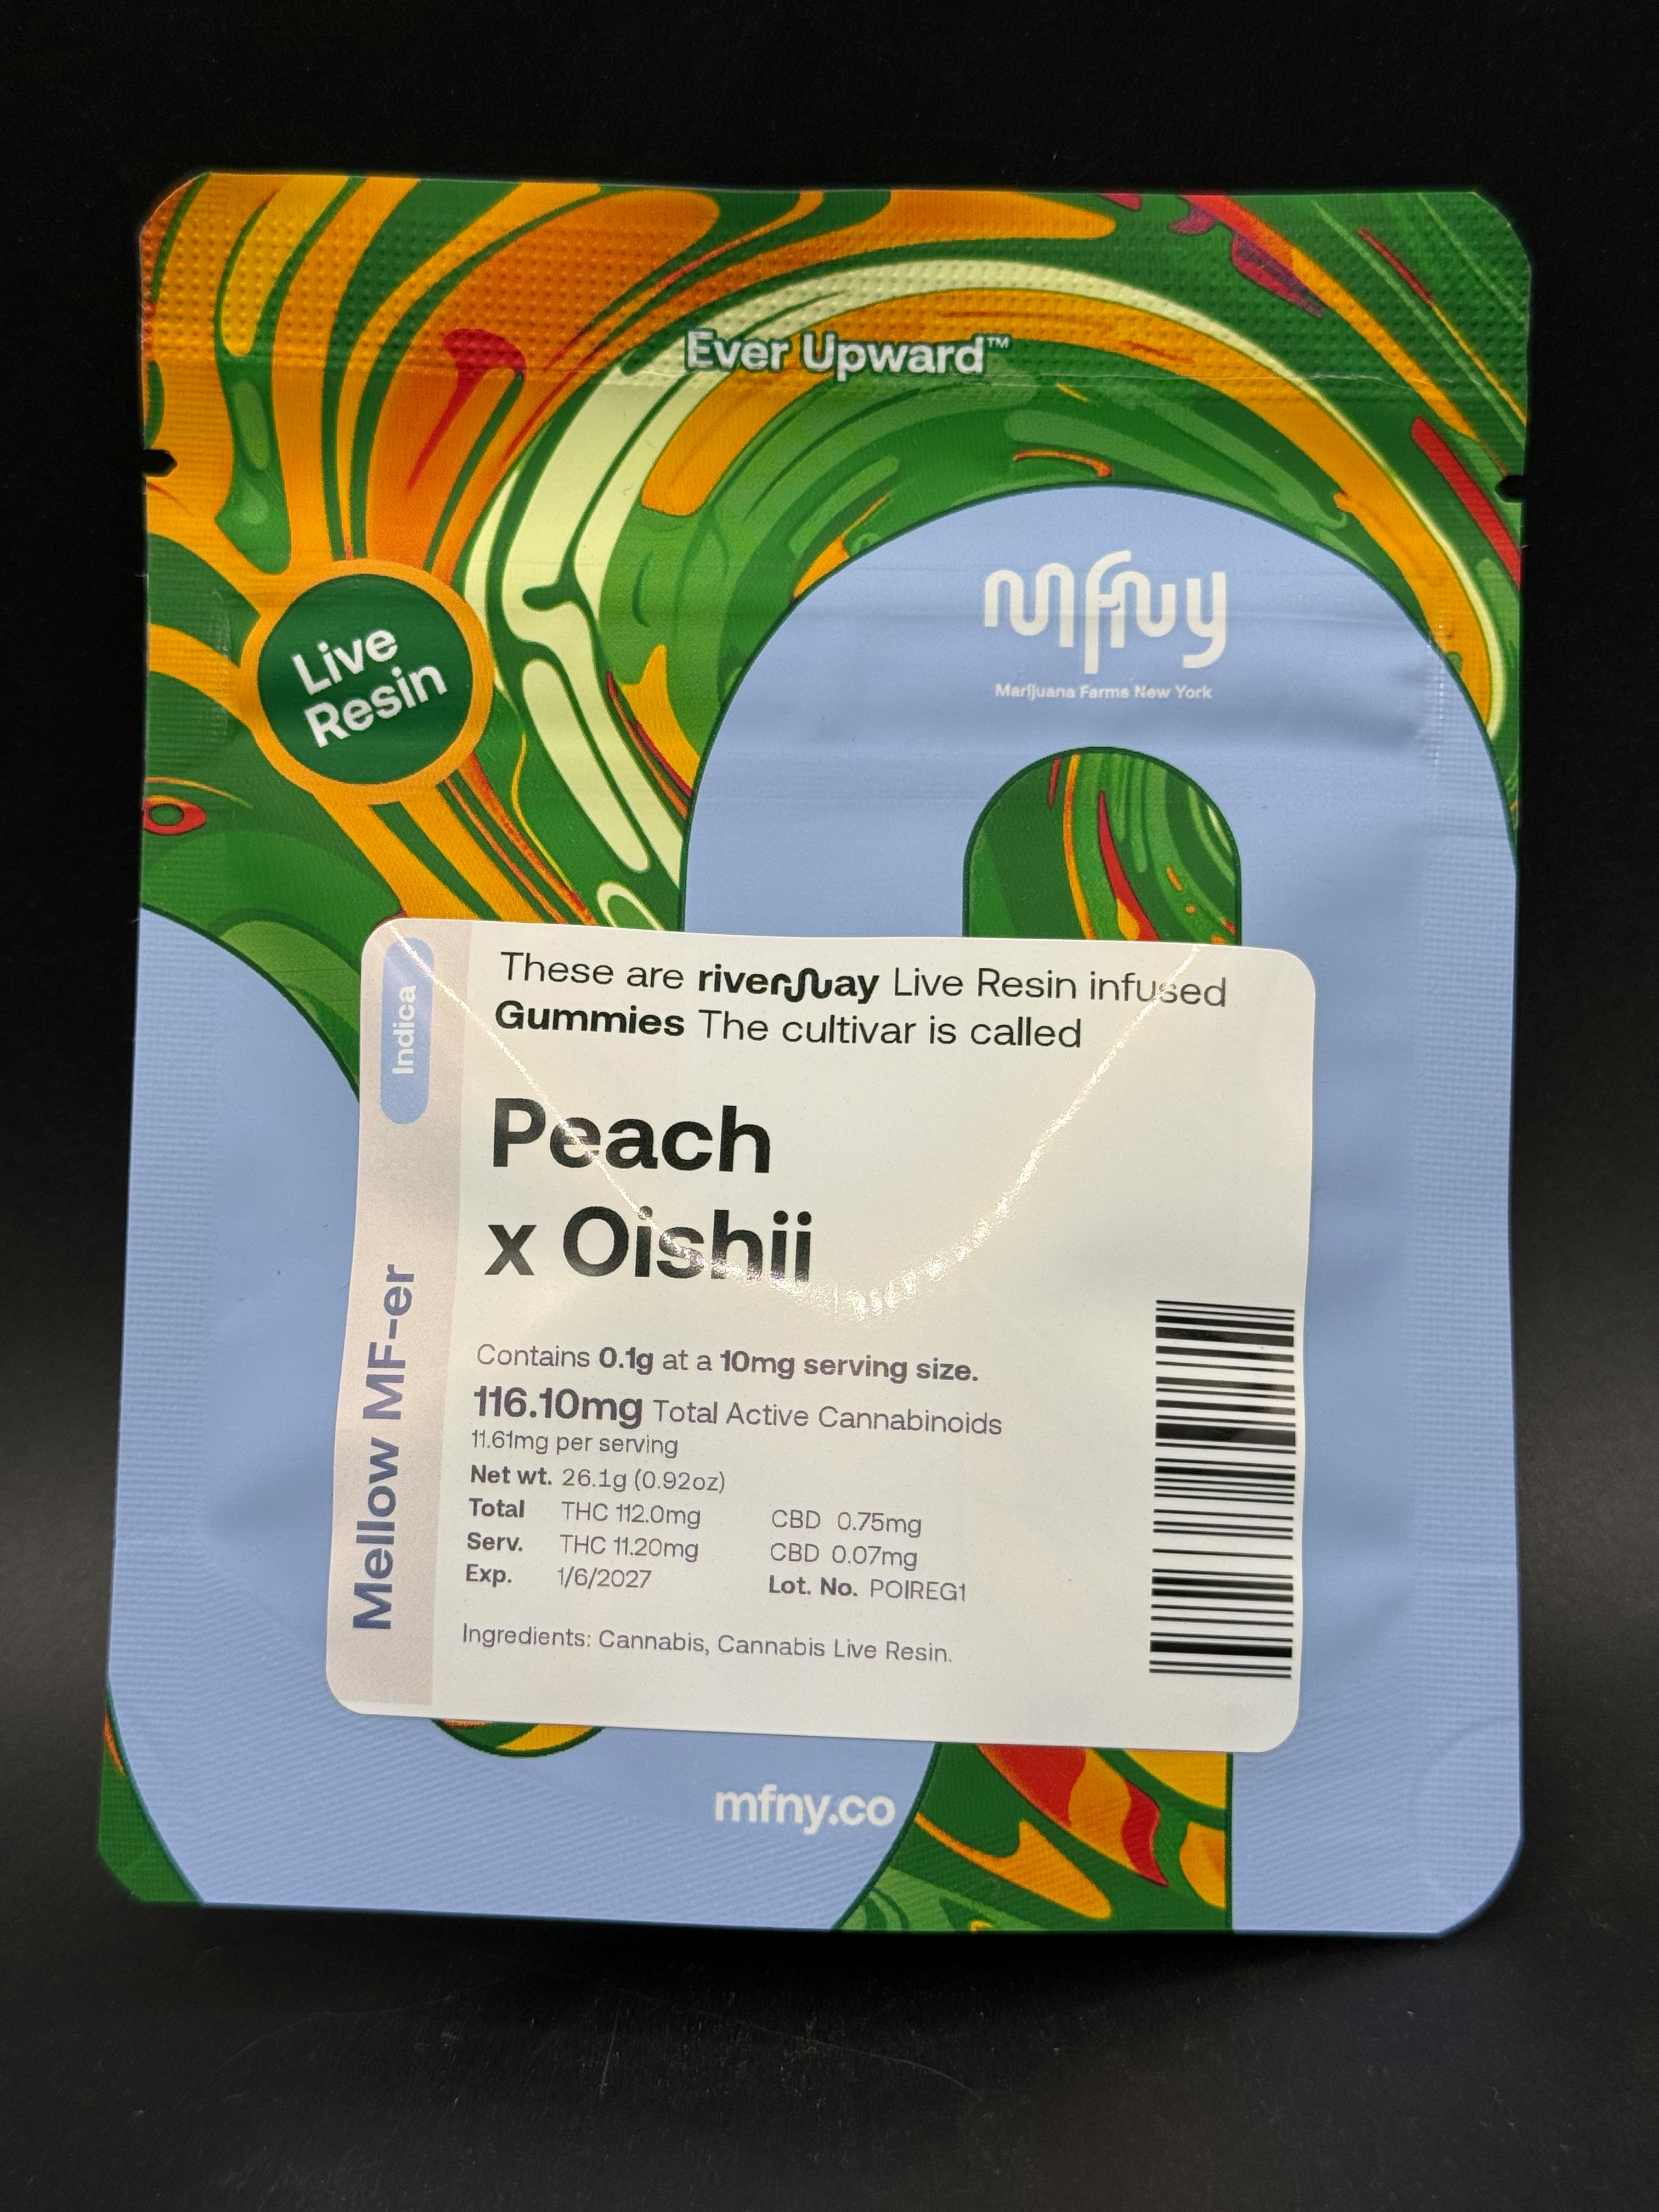 Ever Upward™
mfny
Marijuana Farms New York
Live
Resin
Indica
Mellow MF-er
These are riverNay Live Resin infused
Gummies The cultivar is called
Peach
x Oishii
Contains 0.1g at a 10mg serving size.
116.10mg Total Active Cannabinoids
11.61mg per serving
Net wt. 26.1g (0.92oz)
Total THC 112.0mg CBD 0.75mg
Serv. THC 11.20mg CBD 0.07mg
Exp. 1/6/2027 Lot. No. POIREG1
Ingredients: Cannabis, Cannabis Live Resin.
mfny.co